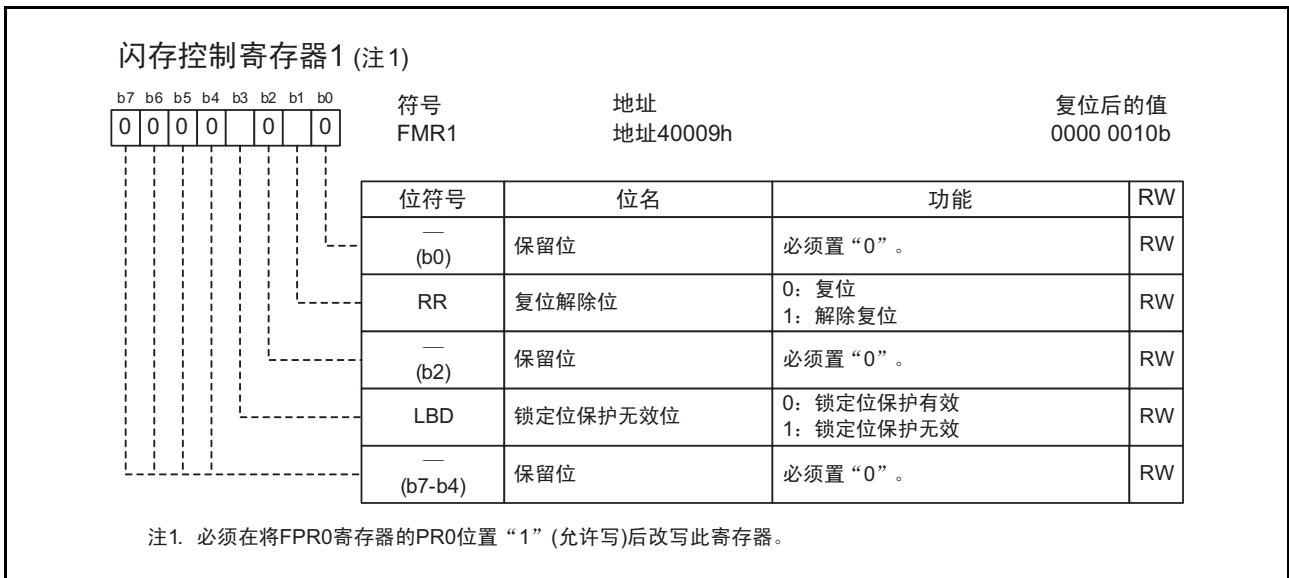 闪存控制寄存器1 (注1)
b7 b6 b5 b4 b3 b2 b1 b0
0 0 0 0 0 0
符号 地址 复位后的值
FMR1 地址40009h 0000 0010b
位符号 位名 功能 RW
—
(b0) 保留位 必须置“0”。 RW
RR 复位解除位 0：复位
1：解除复位 RW
—
(b2) 保留位 必须置“0”。 RW
LBD 锁定位保护无效位 0：锁定位保护有效
1：锁定位保护无效 RW
—
(b7-b4) 保留位 必须置“0”。 RW
注1. 必须在将FPR0寄存器的PR0位置“1”(允许写)后改写此寄存器。